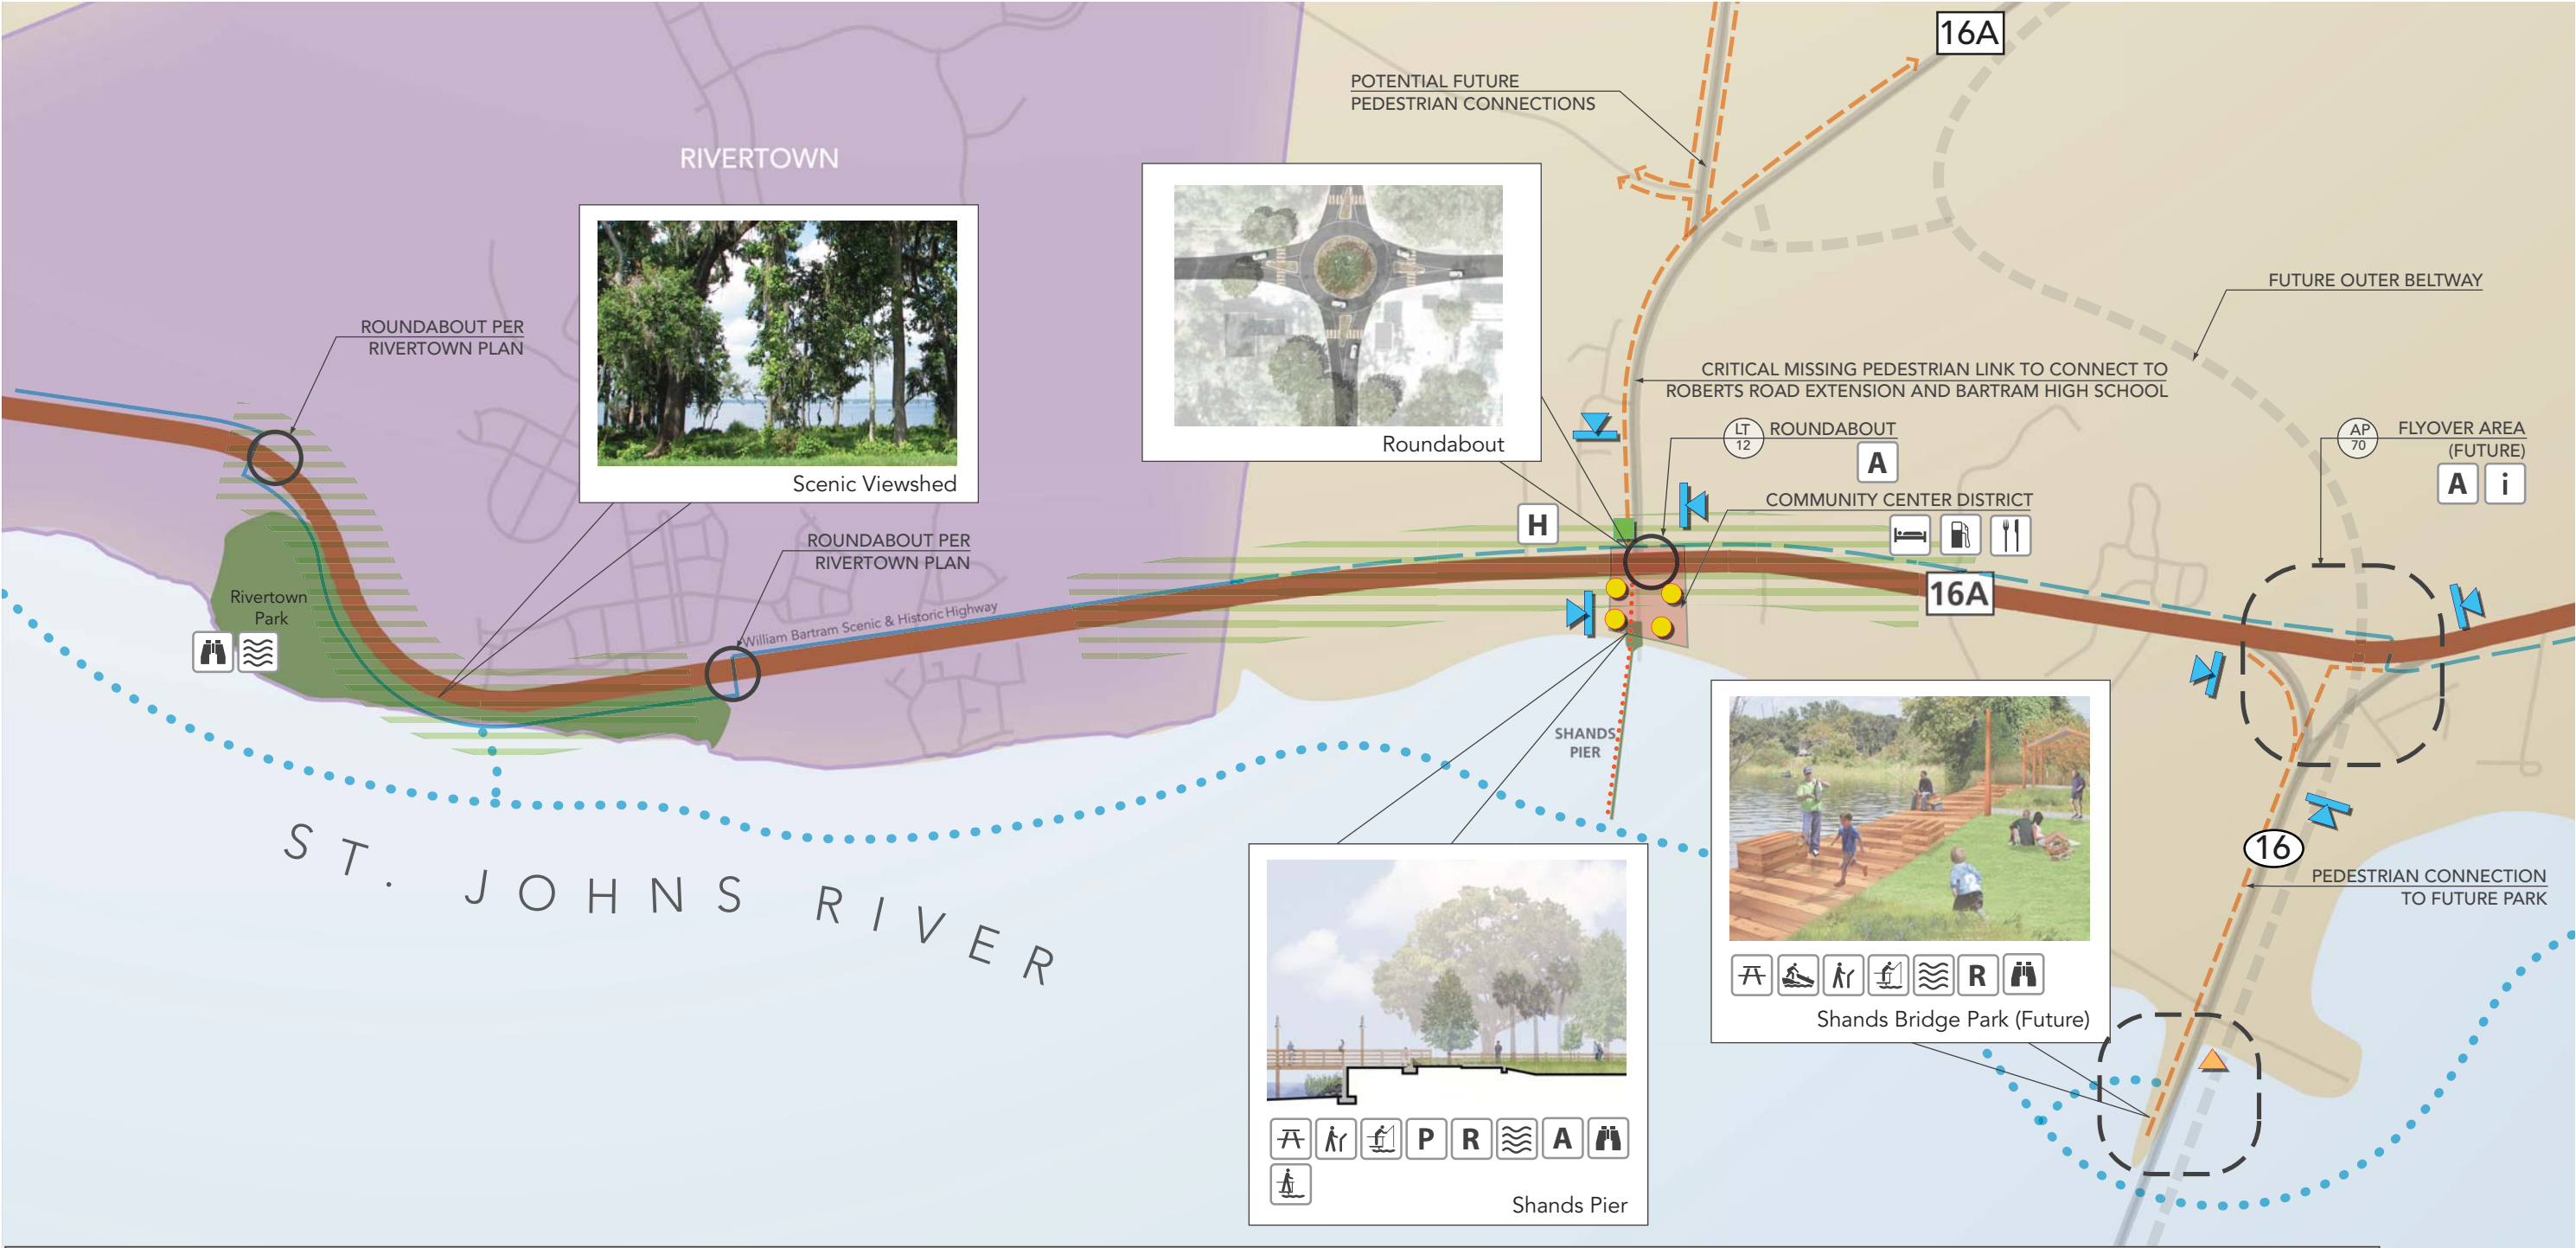 16A
POTENTIAL FUTURE
PEDESTRIAN CONNECTIONS
RIVERTOWN
FUTURE OUTER BELTWAY
ROUNDABOUT PER
RIVERTOWN PLAN
CRITICAL MISSING PEDESTRIAN LINK TO CONNECT TO
ROBERTS ROAD EXTENSION AND BARTRAM HIGH SCHOOL
LT
12
ROUNDABOUT
A
AP
70
FLYOVER AREA
(FUTURE)
A i
Roundabout
Scenic Viewshed
COMMUNITY CENTER DISTRICT
H
ROUNDABOUT PER
RIVERTOWN PLAN
16A
Rivertown
Park
William Bartram Scenic & Historic Highway
SHANDS
PIER
16
PEDESTRIAN CONNECTION
TO FUTURE PARK
ST. JOHNS RIVER
R
Shands Bridge Park (Future)
P R A
Shands Pier